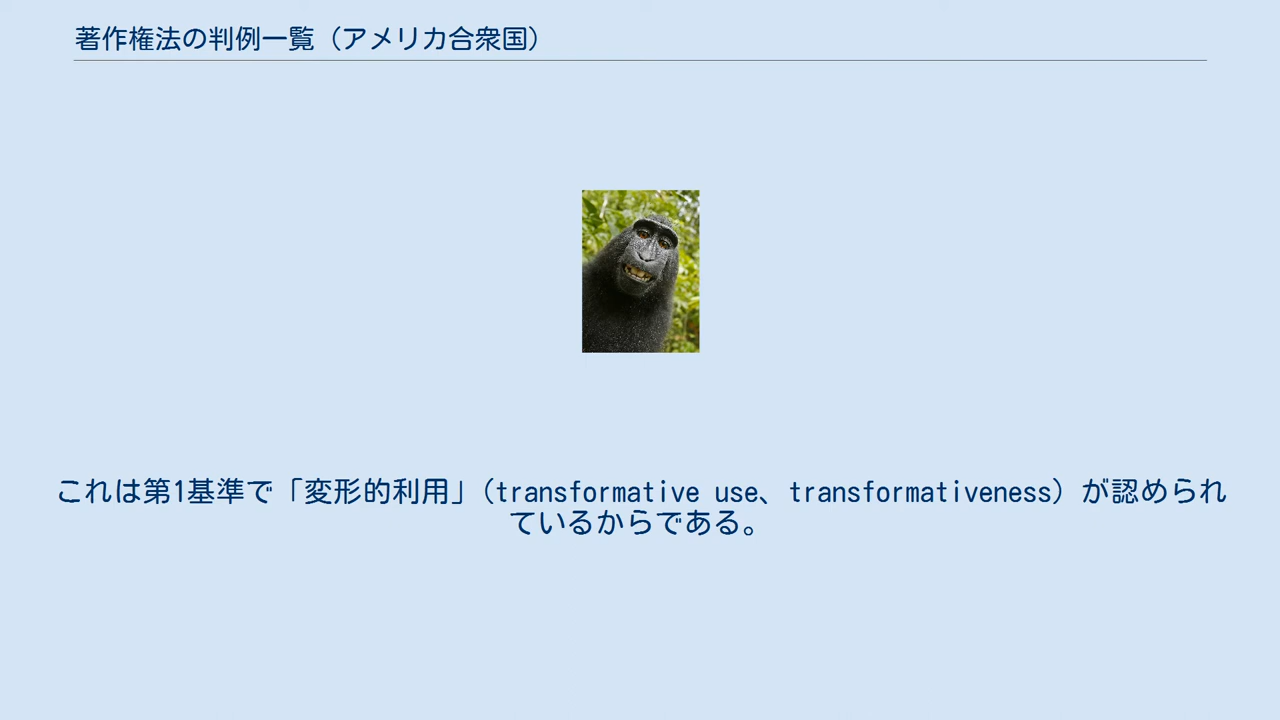 著作権法の判例一覧（アメリカ合衆国）
これは第1基準で「変形的利用」（transformative use、transformativeness）が認められ
ているからである。